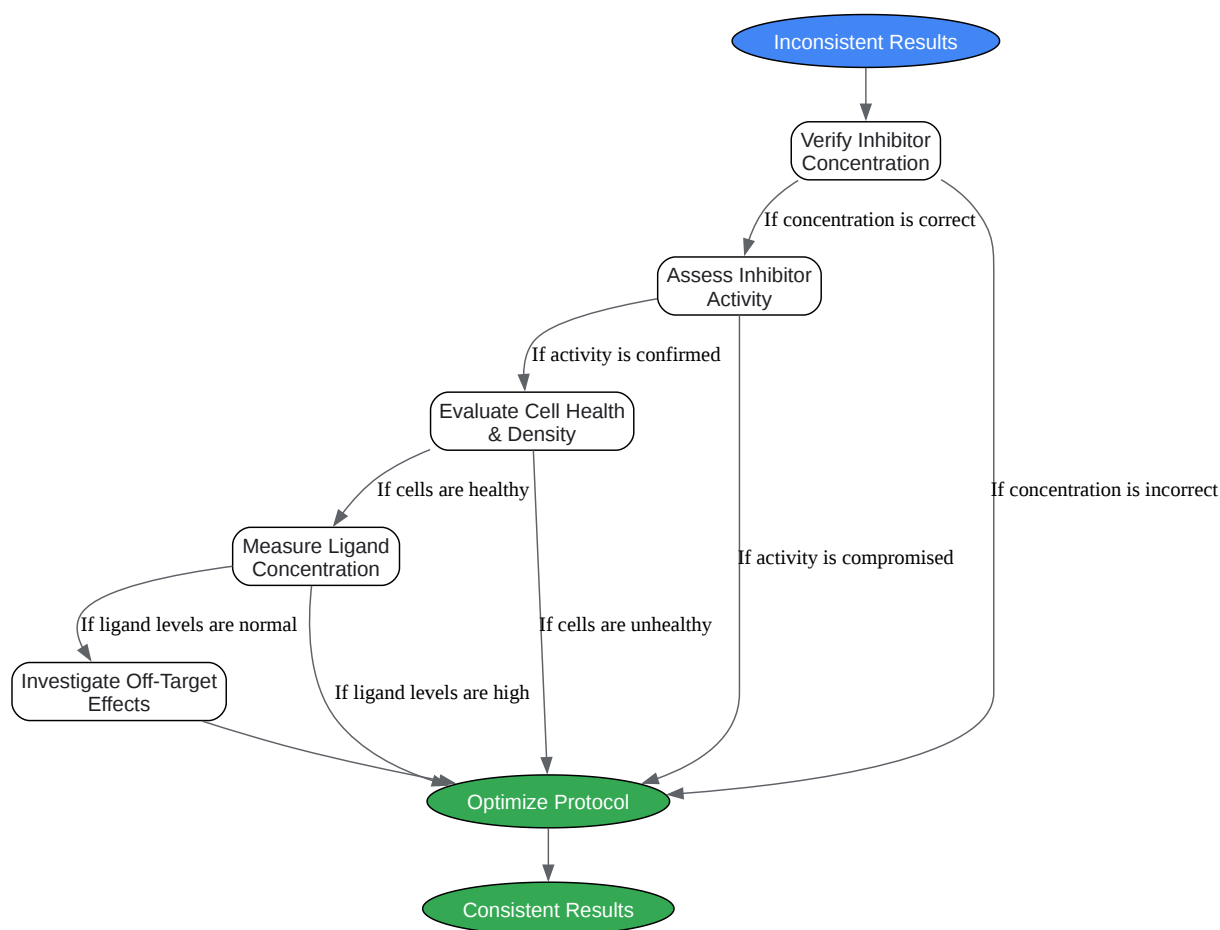 Inconsistent Results
Verify Inhibitor
Concentration
If concentration is correct
Assess Inhibitor
Activity
If activity is confirmed
Evaluate Cell Health
& Density
If cells are healthy
If concentration is incorrect
Measure Ligand
Concentration
If activity is compromised
If ligand levels are normal
If cells are unhealthy
Investigate Off-Target
Effects
If ligand levels are high
Optimize Protocol
Consistent Results